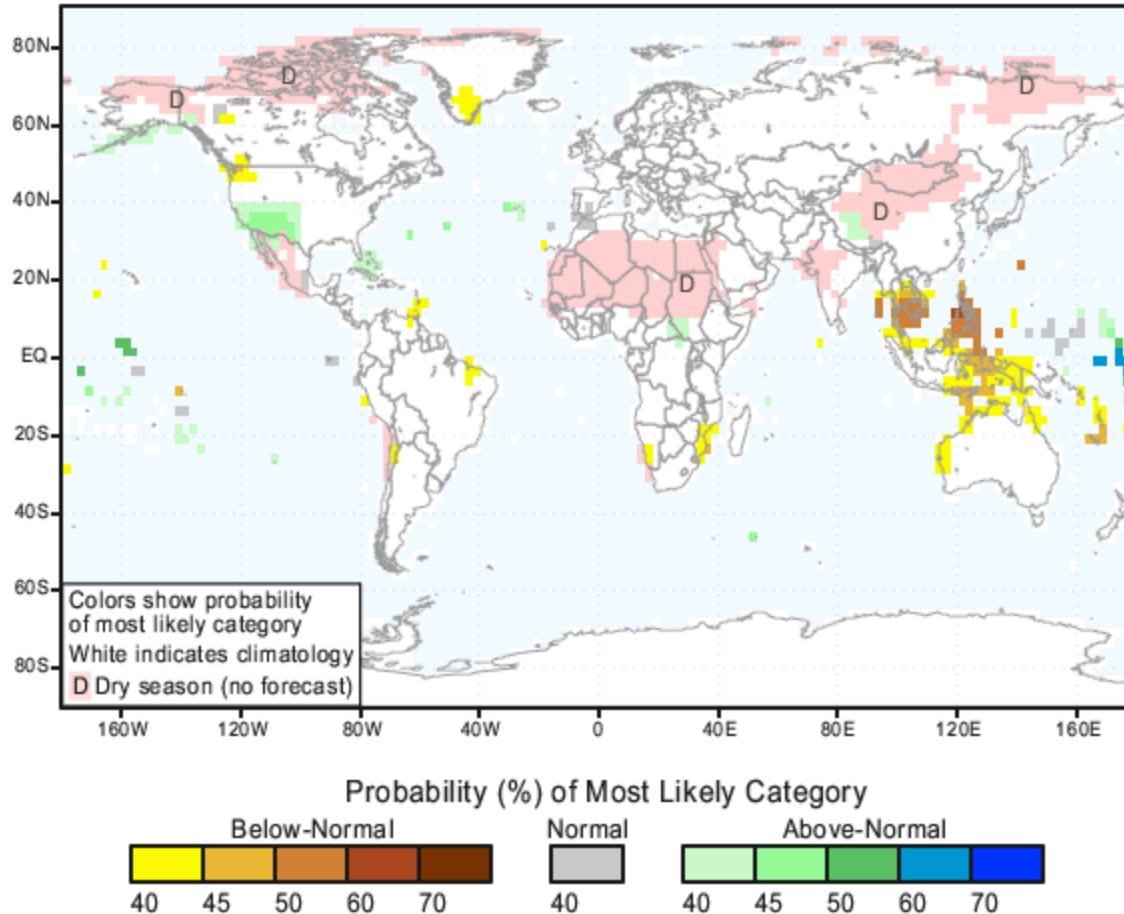 80N
60N
40N
20N
EQ
20S
40S
60S
80S
D
D
D
D
D
Colors show probability
of most likely category
White indicates climatology
D Dry season (no forecast)
160W 120W 80W 40W 0 40E 80E 120E 160E
Probability (%) of Most Likely Category
Below-Normal Normal Above-Normal
40 45 50 60 70 40 40 45 50 60 70